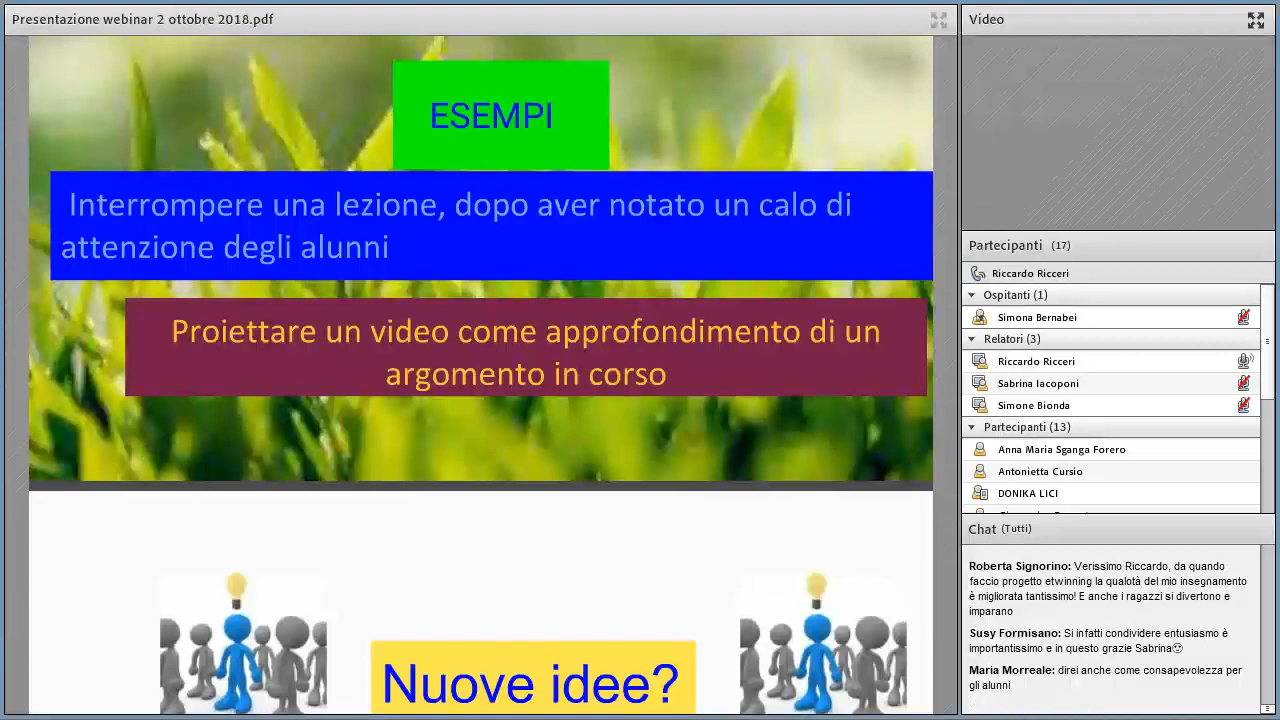 Presentazione webinar 2 ottobre 2018.pdf
ESEMPI
Interrompere una lezione, dopo aver notato un calo di
attenzione degli alunni
Proiettare un video come approfondimento di un
argomento in corso
Nuove idee?
Video
Partecipanti (17)
Riccardo Ricceri
Ospitanti (1)
Simona Bernabei
Relatori (3)
Riccardo Ricceri
Sabrina Iacoponi
Simone Bionda
Partecipanti (13)
Anna Maria Sganga Forero
Antonietta Cursio
DONIKA LICI
Chat (Tutti)
Roberta Signorino: Verissimo Riccardo, da quando
faccio progetto etwinning la qualotà del mio insegnamento
è migliorata tantissimo! E anche i ragazzi si divertono e
imparano
Susy Formisano: Si infatti condividere entusiasmo è
importantissimo e in questo grazie Sabrina
Maria Morreale: direi anche come consapevolezza per
gli alunni